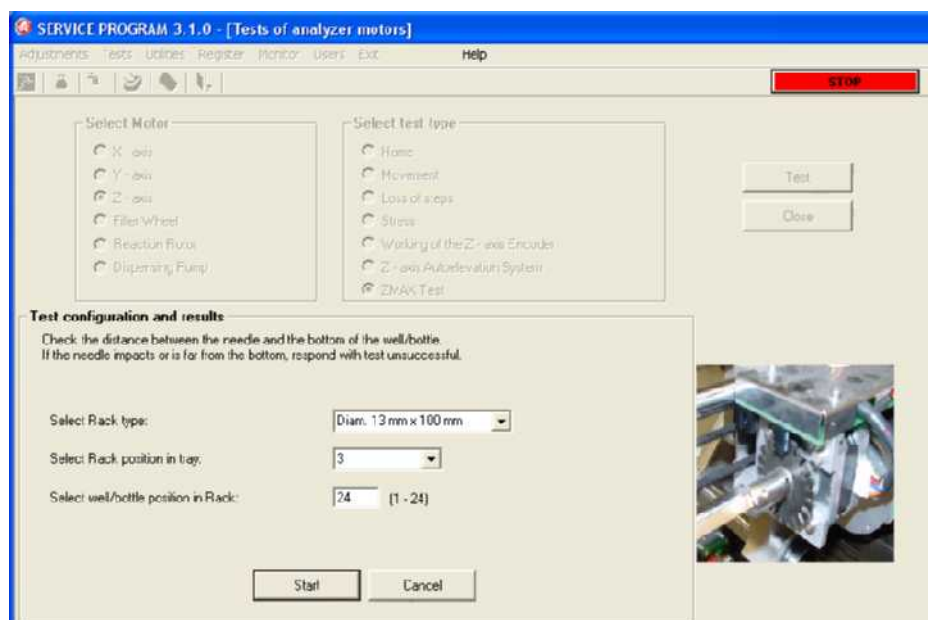 SERVICE PROGRAM 3.1.0 - [Tests of analyzer motors]
Adjustments Tests Utilities Register Monitor Users Exit Help
STOP
Select Motor
X - axis
Y - axis
Z - axis
Filter Wheel
Reaction Rotor
Dispensing Pump
Select test type
Home
Movement
Loss of steps
Stress
Working of the Z - axis Encoder
Z - axis Autoelevation System
ZMAX Test
Test
Close
Test configuration and results
Check the distance between the needle and the bottom of the well/bottle.
If the needle impacts or is far from the bottom, respond with test unsuccessful.
Select Rack type: Diam. 13 mm x 100 mm
Select Rack position in tray: 3
Select well/bottle position in Rack: 24 (1 - 24)
Start Cancel